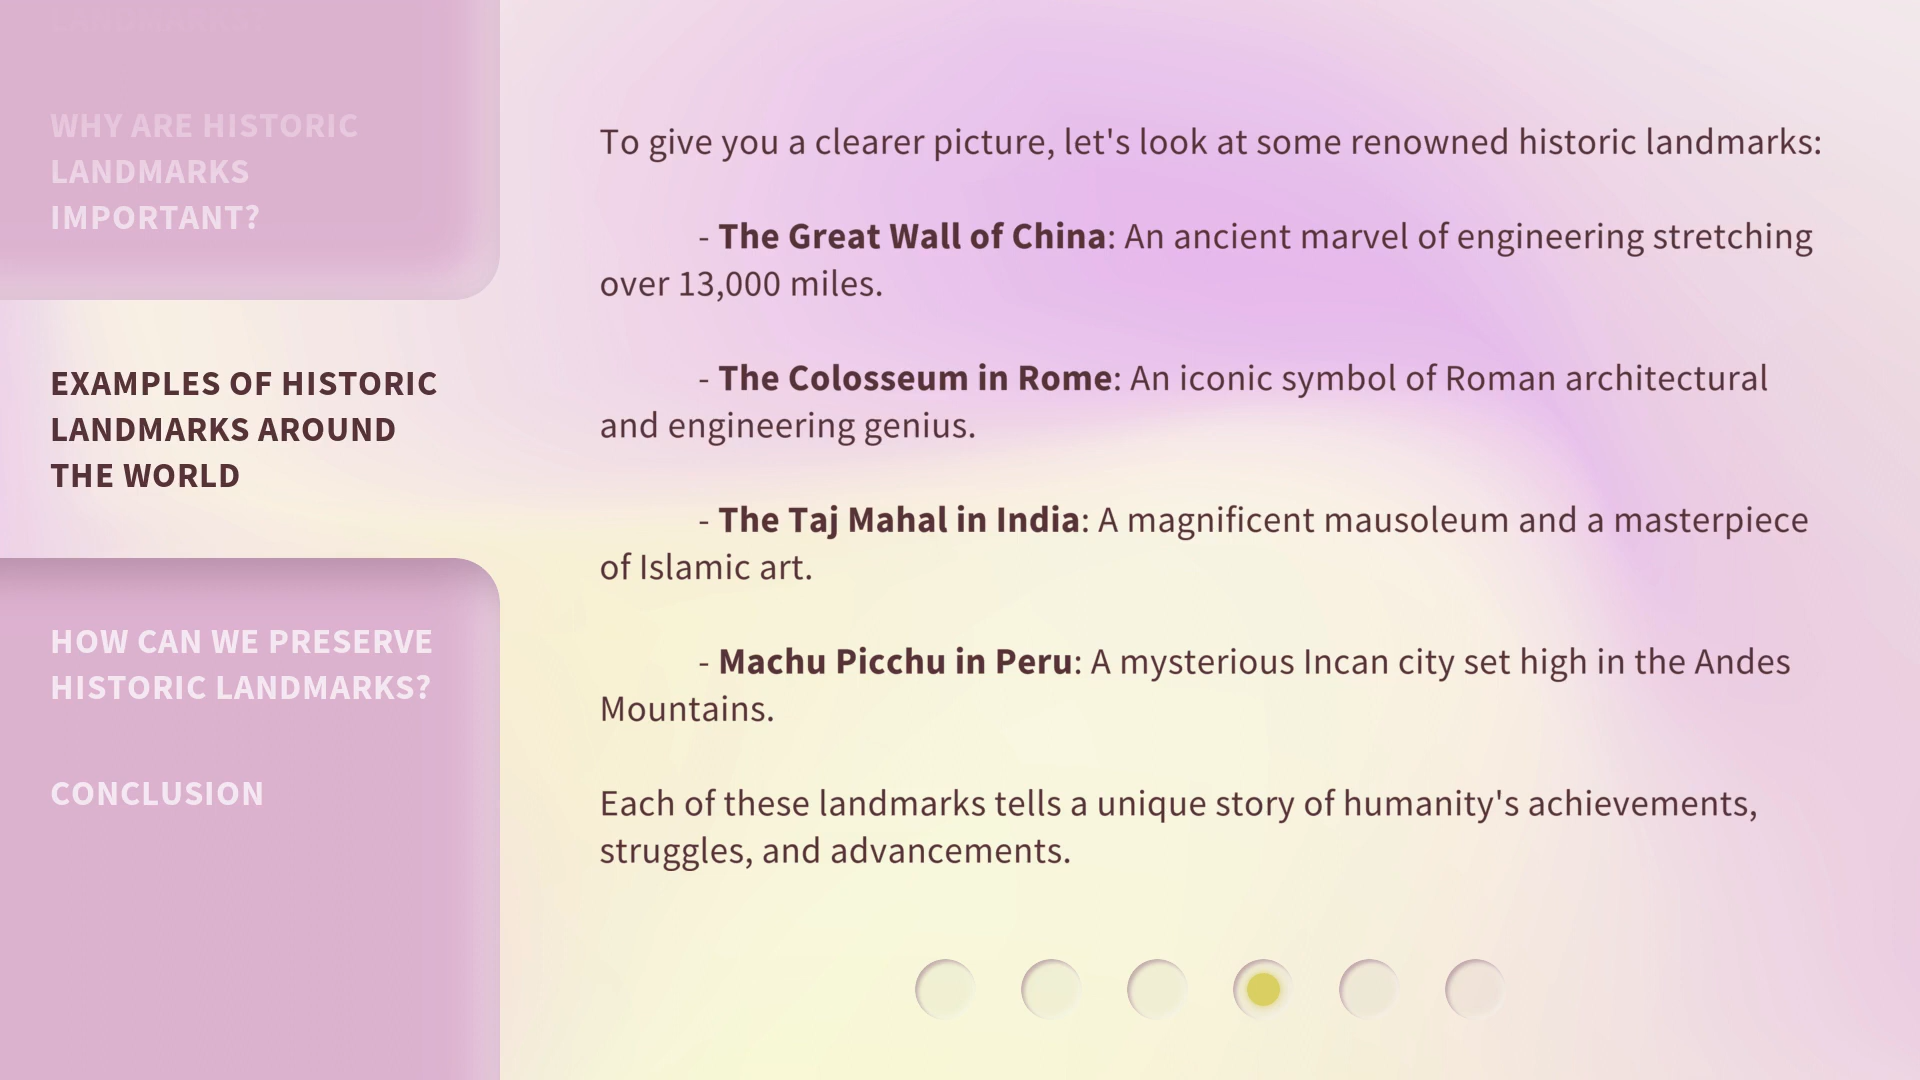 LANDMARKS?
WHY ARE HISTORIC
LANDMARKS
IMPORTANT?
EXAMPLES OF HISTORIC
LANDMARKS AROUND
THE WORLD
HOW CAN WE PRESERVE
HISTORIC LANDMARKS?
CONCLUSION
To give you a clearer picture, let's look at some renowned historic landmarks:
- The Great Wall of China: An ancient marvel of engineering stretching
over 13,000 miles.
- The Colosseum in Rome: An iconic symbol of Roman architectural
and engineering genius.
- The Taj Mahal in India: A magnificent mausoleum and a masterpiece
of Islamic art.
- Machu Picchu in Peru: A mysterious Incan city set high in the Andes
Mountains.
Each of these landmarks tells a unique story of humanity's achievements,
struggles, and advancements.